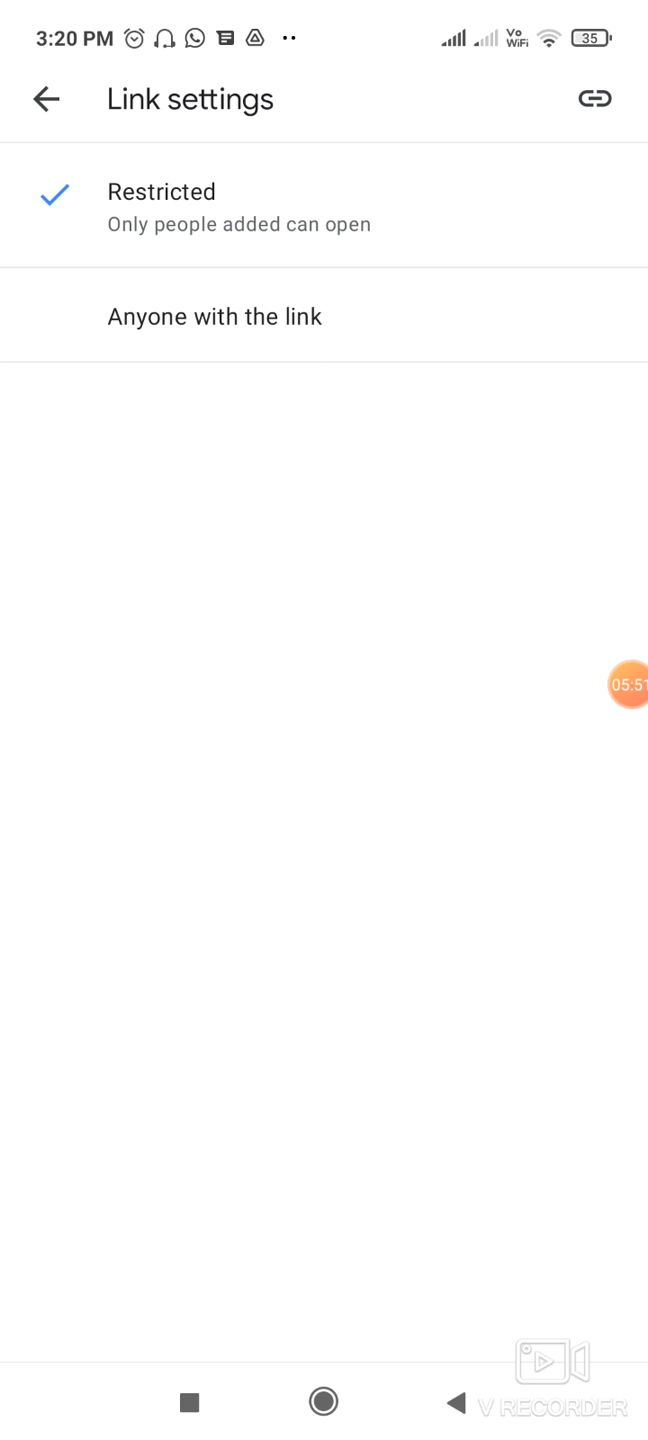 3:20 PM Vo WiFi 35
Link settings
Restricted
Only people added can open
Anyone with the link
05:51
V RECORDER